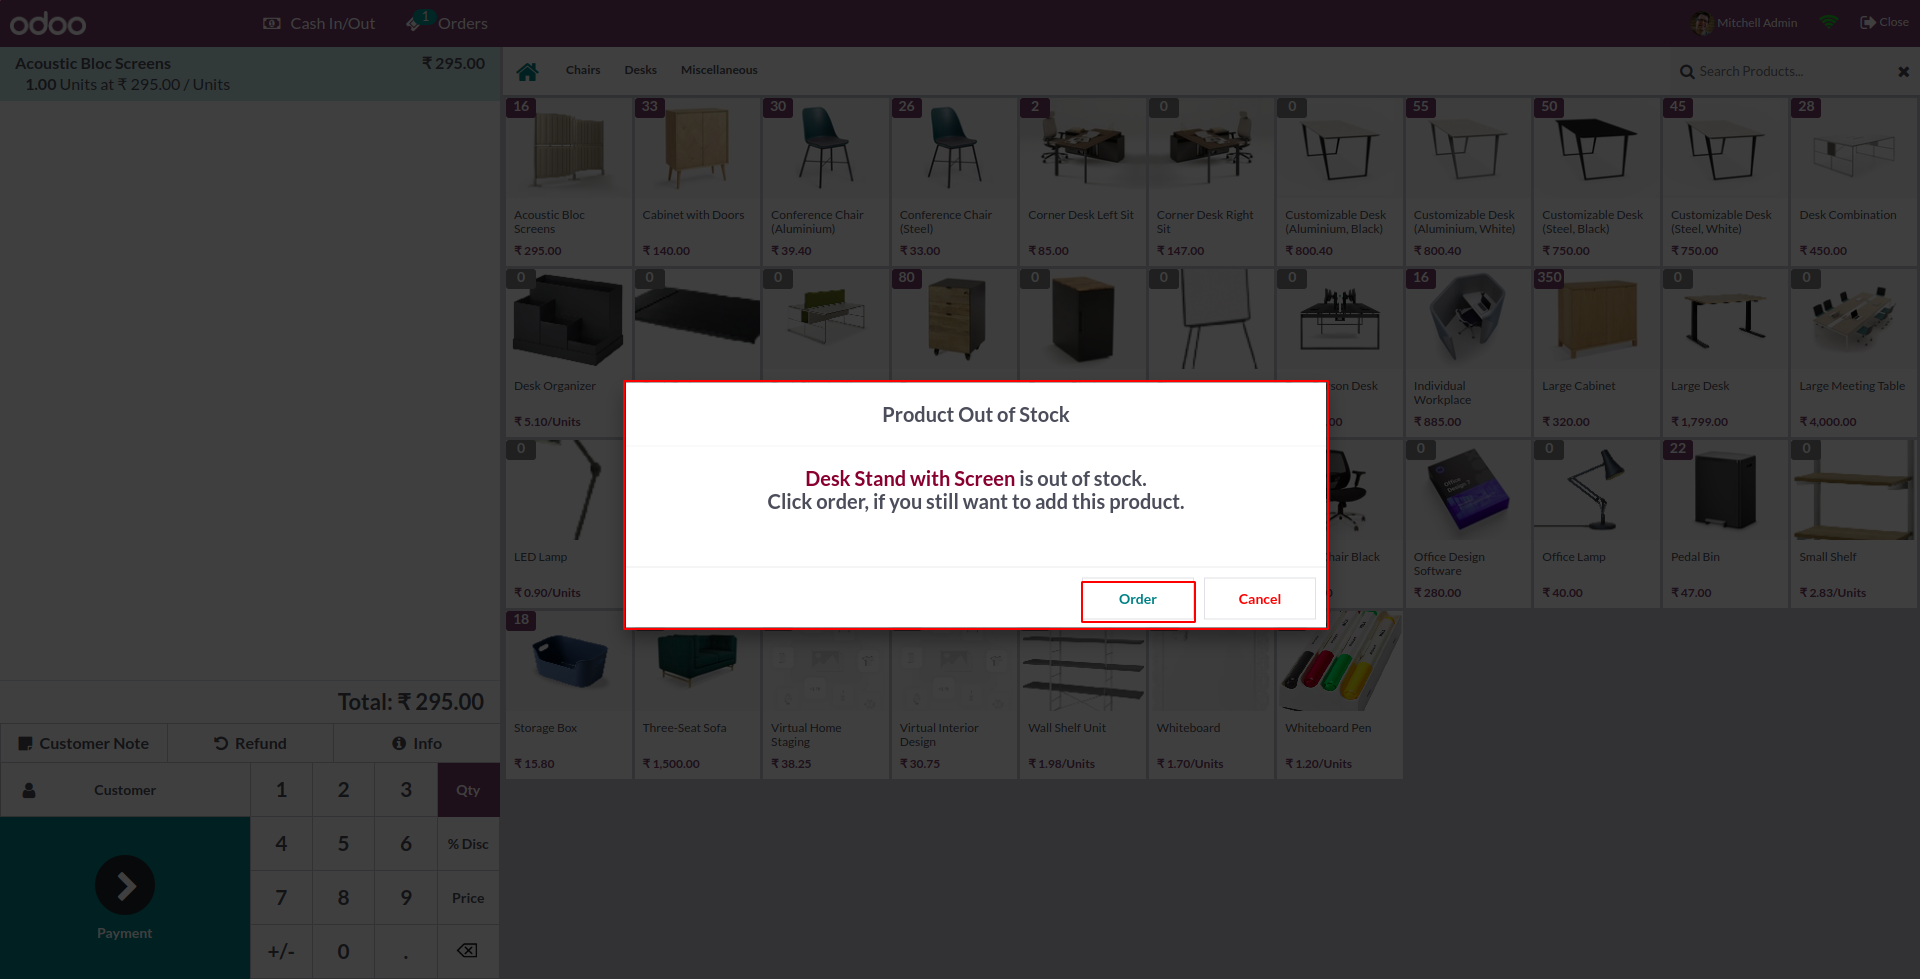 odoo
Cash In/Out
1
Orders
Mitchell Admin
Close
Acoustic Bloc Screens
₹ 295.00
1.00 Units at ₹ 295.00 / Units
Chairs
Desks
Miscellaneous
Search Products...
16
33
30
26
2
0
0
55
50
45
28
Acoustic Bloc
Screens
₹ 295.00
Cabinet with Doors
₹ 140.00
Conference Chair
(Aluminium)
₹ 39.40
Conference Chair
(Steel)
₹ 33.00
Corner Desk Left Sit
₹ 85.00
Corner Desk Right
Sit
₹ 147.00
Customizable Desk
(Aluminium, Black)
₹ 800.40
Customizable Desk
(Aluminium, White)
₹ 800.40
Customizable Desk
(Steel, Black)
₹ 750.00
Customizable Desk
(Steel, White)
₹ 750.00
Desk Combination
₹ 450.00
0
0
0
80
0
0
0
16
350
0
0
Desk Organizer
₹ 5.10/Units
son Desk
00
Individual
Workplace
₹ 885.00
Large Cabinet
₹ 320.00
Large Desk
₹ 1,799.00
Large Meeting Table
₹ 4,000.00
Product Out of Stock
Desk Stand with Screen is out of stock.
Click order, if you still want to add this product.
Order
Cancel
0
0
0
22
0
LED Lamp
₹ 0.90/Units
hair Black
Office Design 7
Office Design
Software
₹ 280.00
Office Lamp
₹ 40.00
Pedal Bin
₹ 47.00
Small Shelf
₹ 2.83/Units
18
Storage Box
₹ 15.80
Three-Seat Sofa
₹ 1,500.00
Virtual Home
Staging
₹ 38.25
Virtual Interior
Design
₹ 30.75
Wall Shelf Unit
₹ 1.98/Units
Whiteboard
₹ 1.70/Units
Whiteboard Pen
₹ 1.20/Units
Total: ₹ 295.00
Customer Note
Refund
Info
Customer
1
2
3
Qty
4
5
6
% Disc
7
8
9
Price
Payment
+/-
0
.